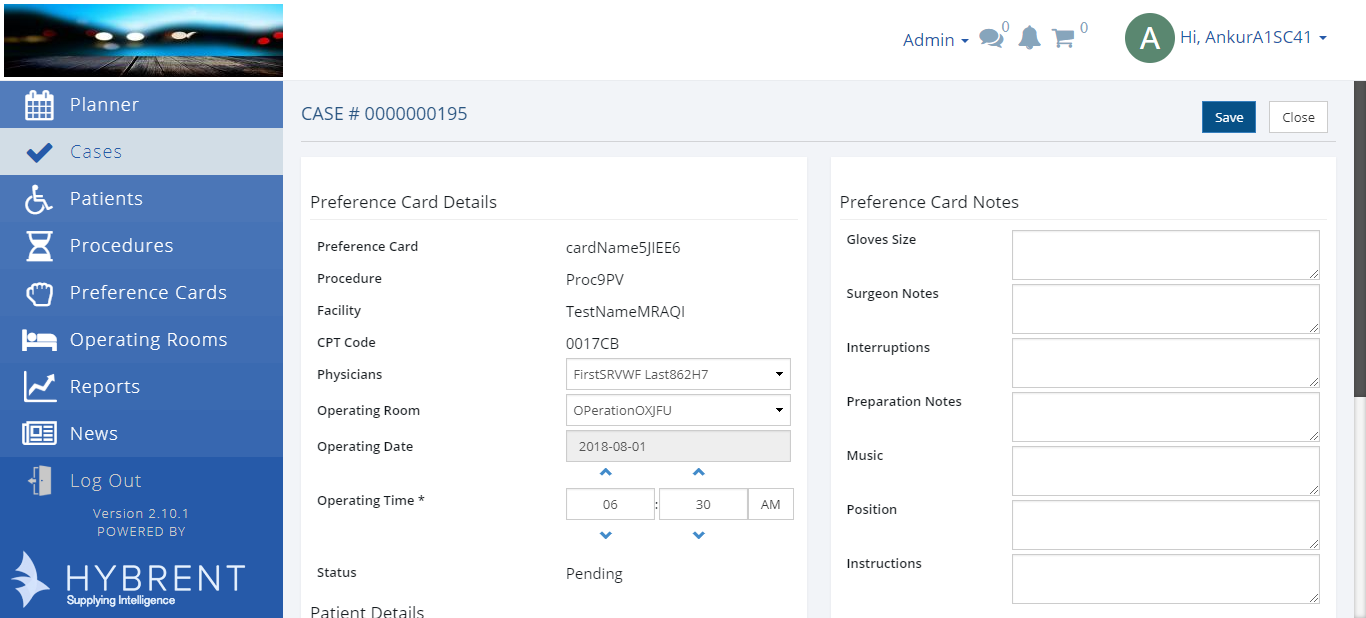 Admin
0
0
A
Hi, AnkurA1SC41
Planner
Cases
Patients
Procedures
Preference Cards
Operating Rooms
Reports
News
Log Out
Version 2.10.1
POWERED BY
HYBRENT
Supplying Intelligence
CASE # 0000000195
Save
Close
Preference Card Details
Preference Card cardName5JIEE6
Procedure Proc9PV
Facility TestNameMRAQI
CPT Code 0017CB
Physicians FirstSRVWF Last862H7
Operating Room OPerationOXJFU
Operating Date 2018-08-01
Operating Time * 06 : 30 AM
Status Pending
Patient Details
Preference Card Notes
Gloves Size
Surgeon Notes
Interruptions
Preparation Notes
Music
Position
Instructions